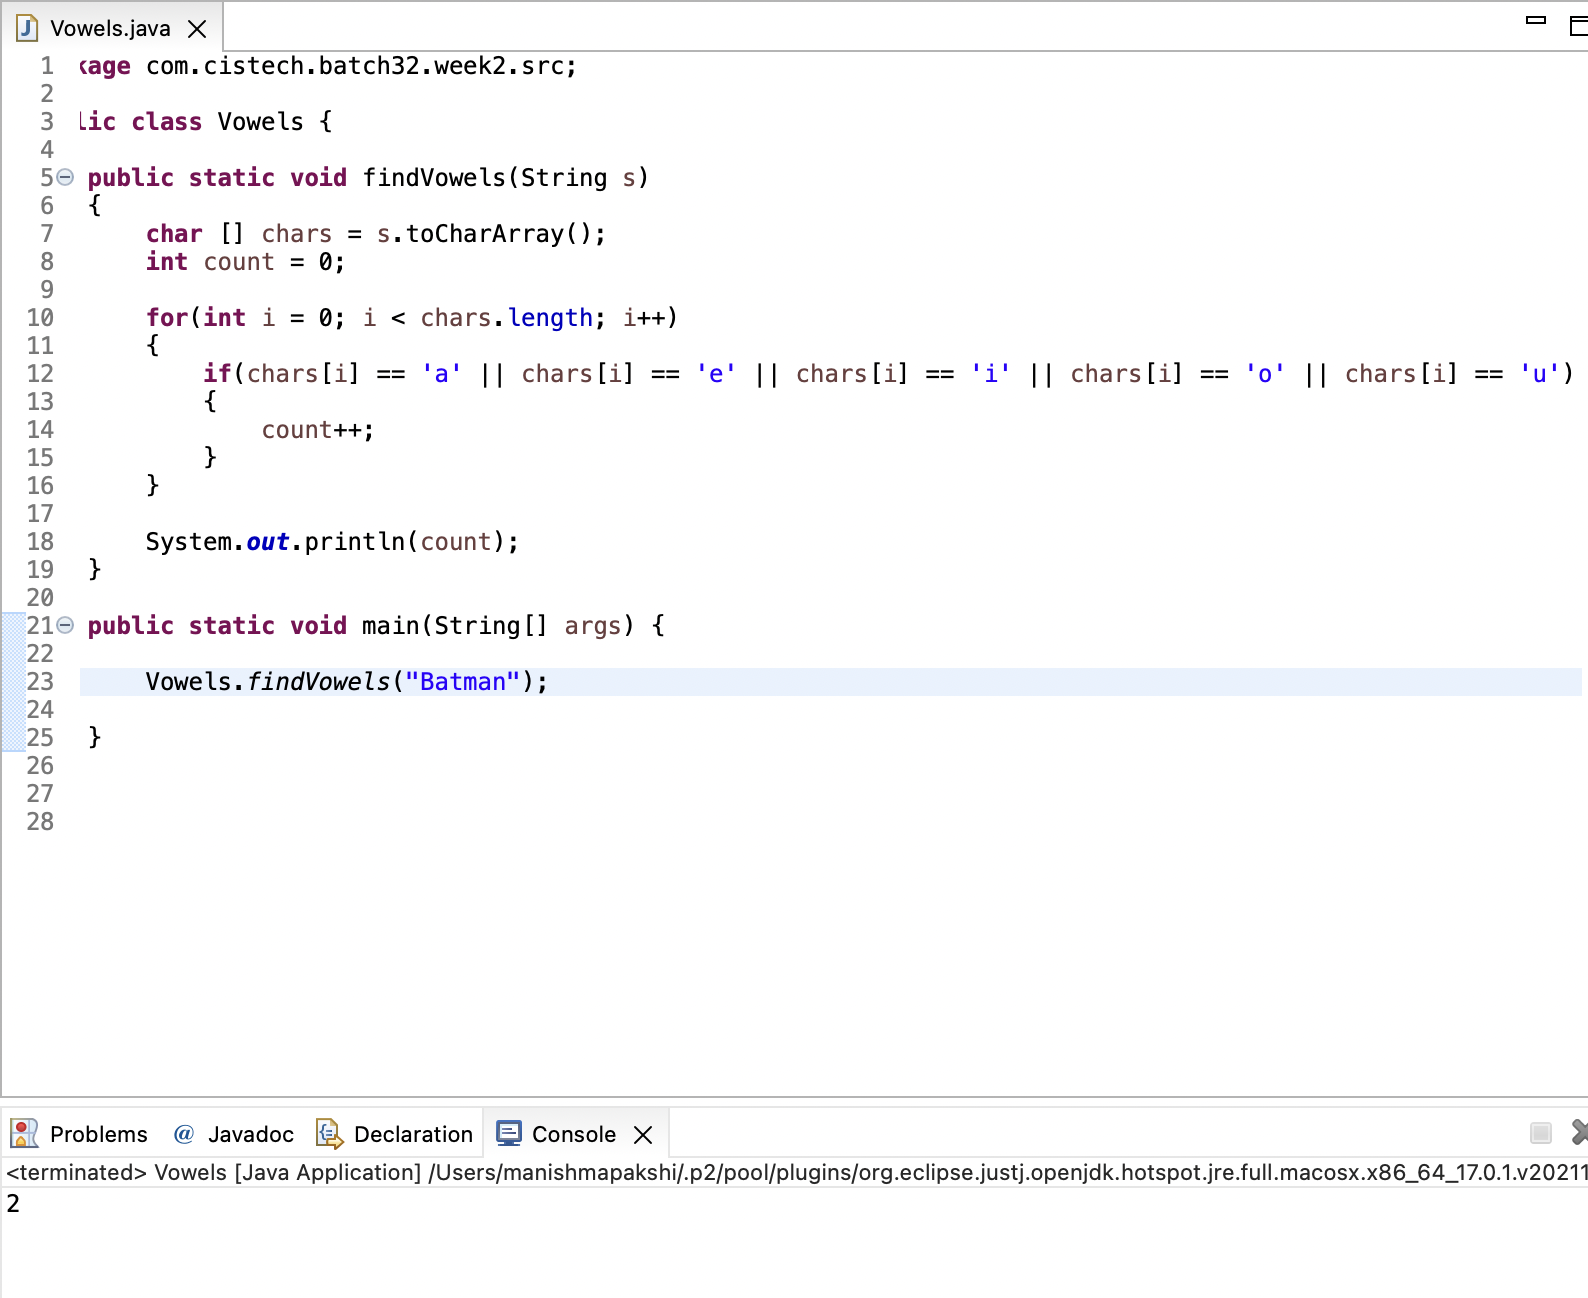 Vowels.java
1 kage com.cistech.batch32.week2.src;
2
3 lic class Vowels {
4
5 public static void findVowels(String s)
6 {
7 char [] chars = s.toCharArray();
8 int count = 0;
9
10 for(int i = 0; i < chars.length; i++)
11 {
12 if(chars[i] == 'a' || chars[i] == 'e' || chars[i] == 'i' || chars[i] == 'o' || chars[i] == 'u')
13 {
14 count++;
15 }
16 }
17
18 System.out.println(count);
19 }
20
21 public static void main(String[] args) {
22
23 Vowels.findVowels("Batman");
24
25 }
26
27
28
Problems @ Javadoc Declaration Console
<terminated> Vowels [Java Application] /Users/manishmapakshi/.p2/pool/plugins/org.eclipse.justj.openjdk.hotspot.jre.full.macosx.x86_64_17.0.1.v20211
2